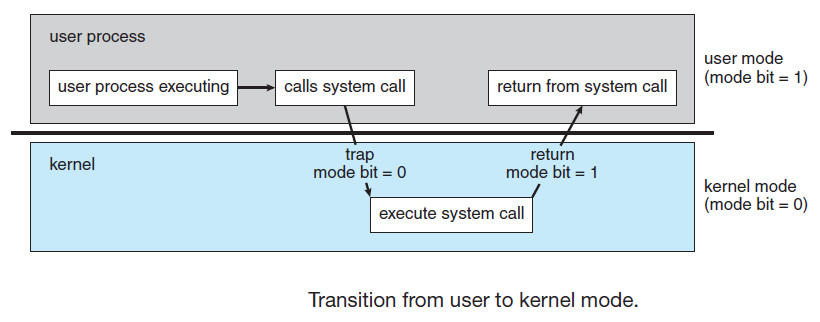 user process
user process executing
calls system call
return from system call
user mode
(mode bit = 1)
kernel
trap
mode bit = 0
return
mode bit = 1
execute system call
kernel mode
(mode bit = 0)
Transition from user to kernel mode.